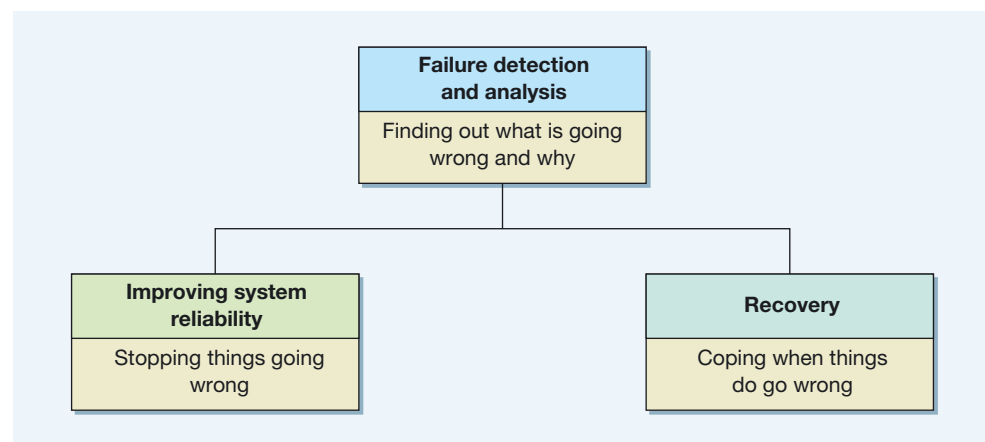 Failure detection
and analysis
Finding out what is going
wrong and why
Improving system
reliability
Stopping things going
wrong
Recovery
Coping when things
do go wrong